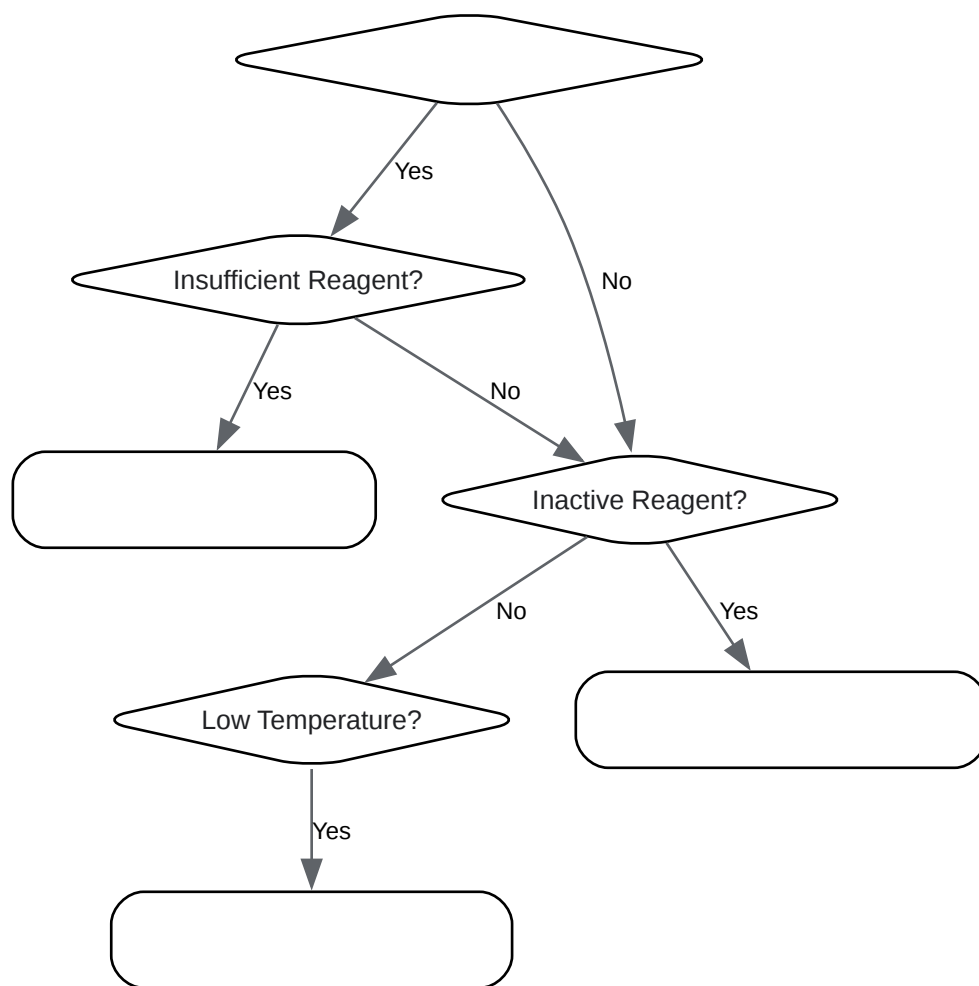 Yes
Insufficient Reagent?
No
Yes
No
Inactive Reagent?
No
Yes
Low Temperature?
Yes